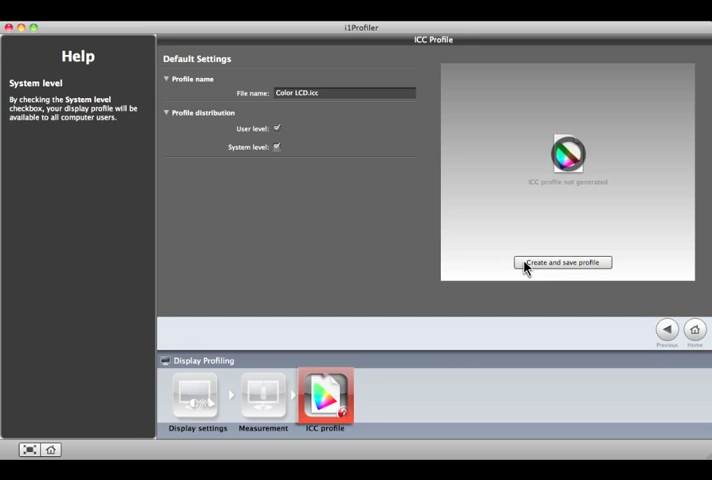 i1Profiler
Help
System level
By checking the System level
checkbox, your display profile will be
available to all computer users.
ICC Profile
Default Settings
Profile name
File name: Color LCD.icc
Profile distribution
User level:
System level:
ICC profile not generated
Create and save profile
Previous Home
Display Profiling
Display settings Measurement ICC profile